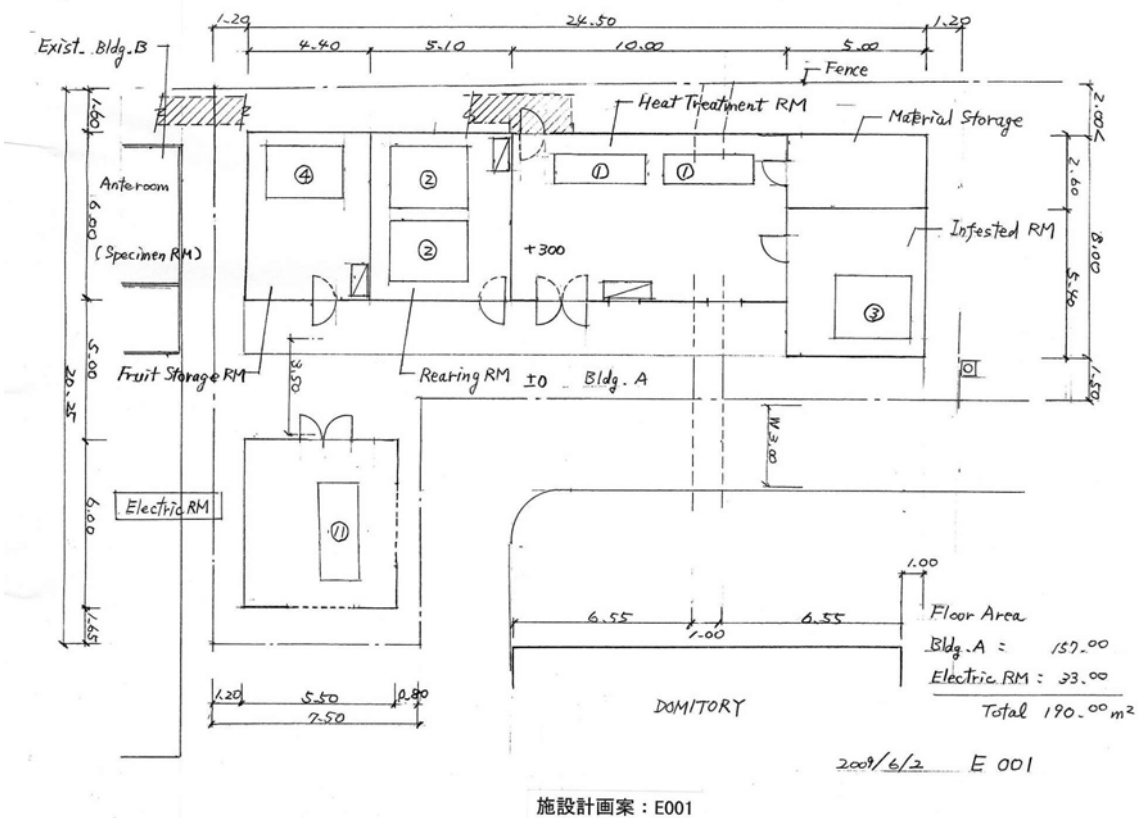 1.20
24.50
1.20
Exist. Bldg. B
4.40
5.10
10.00
5.00
Fence
Heat Treatment RM
Material Storage
1.60
2.00<
Anteroom
④
②
①
①
2.60
6.00
(Specimen RM)
Infested RM
②
+300
8.00
5.40
③
5.00
3.50
Fruit Storage RM
Rearing RM
±0
Bldg. A
1.50
20.25
W 3.00
Electric RM
6.00
⑪
1.00
1.65
6.55
1.00
6.55
Floor Area
Bldg. A : 157.00
Electric RM : 33.00
Total 190.00 m²
1.20
5.50
0.80
7.50
DOMITORY
2009/6/2 E 001
施設計画案：E001